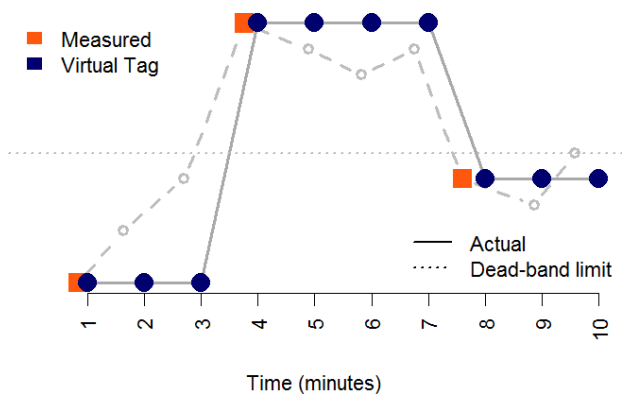 Measured
Virtual Tag
Actual
Dead-band limit
1 2 3 4 5 6 7 8 9 10
Time (minutes)